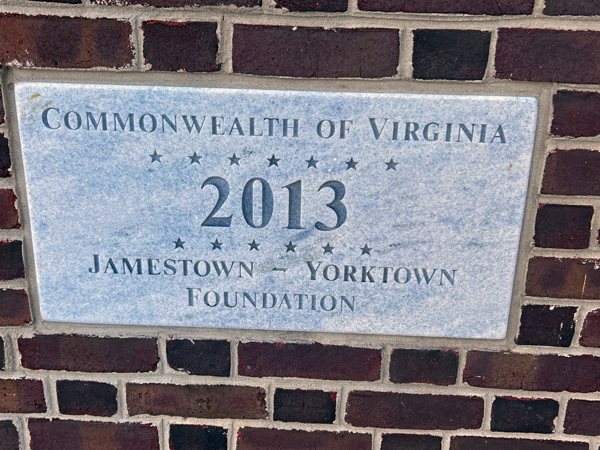 COMMONWEALTH OF VIRGINIA
2013
JAMESTOWN – YORKTOWN
FOUNDATION